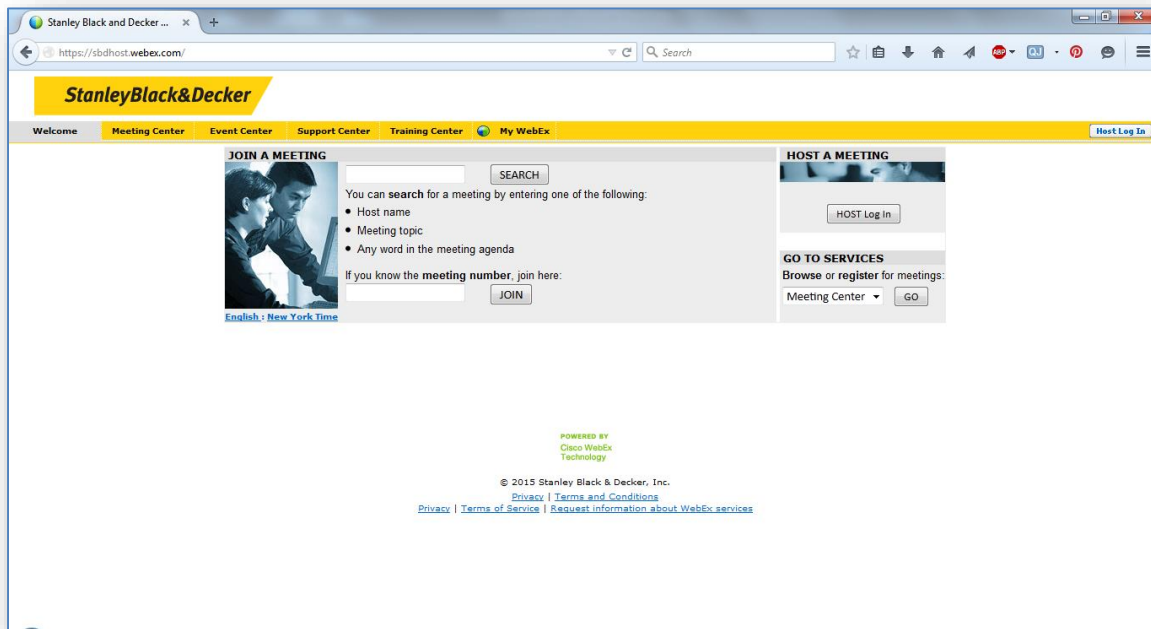 Stanley Black and Decker ...
https://sbdhost.webex.com/
Search
ABP
QJ
StanleyBlack&Decker
Welcome Meeting Center Event Center Support Center Training Center My WebEx Host Log In
JOIN A MEETING
SEARCH
You can search for a meeting by entering one of the following:
• Host name
• Meeting topic
• Any word in the meeting agenda
If you know the meeting number, join here:
JOIN
English : New York Time
HOST A MEETING
HOST Log In
GO TO SERVICES
Browse or register for meetings:
Meeting Center GO
POWERED BY
Cisco WebEx
Technology
© 2015 Stanley Black & Decker, Inc.
Privacy | Terms and Conditions
Privacy | Terms of Service | Request information about WebEx services